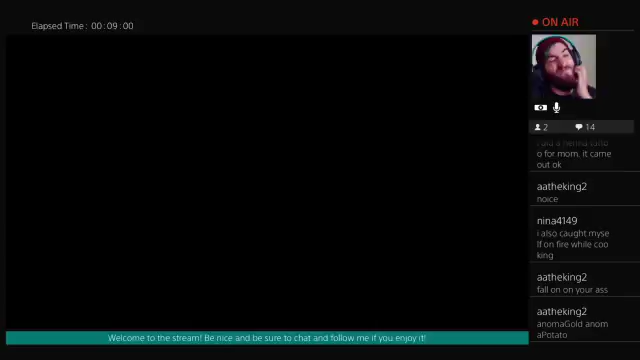 Elapsed Time : 00 : 09 : 00
ON AIR
2
14
o for mom, it came
out ok
aatheking2
noice
nina4149
i also caught myse
lf on fire while coo
king
aatheking2
fall on on your ass
aatheking2
anomaGold anom
aPotato
Welcome to the stream! Be nice and be sure to chat and follow me if you enjoy it!